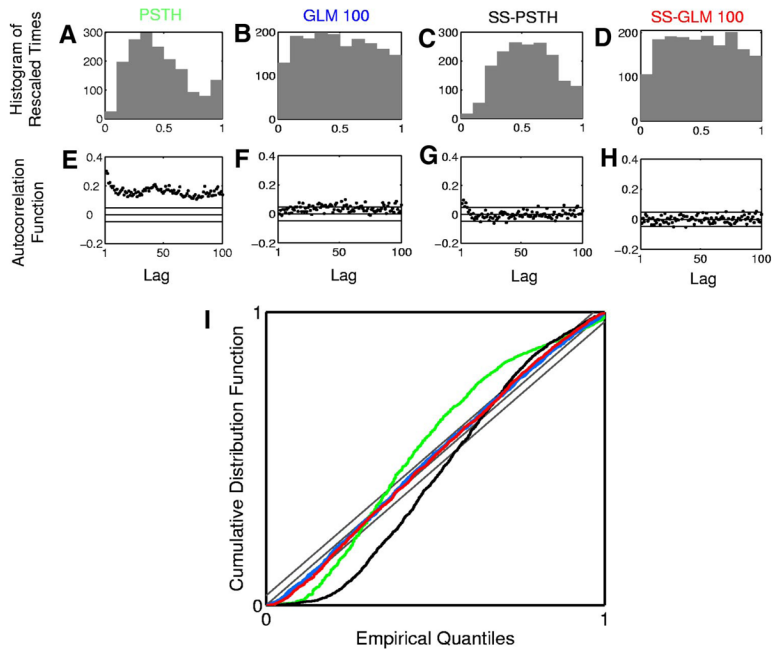 PSTH
GLM 100
SS-PSTH
SS-GLM 100
Histogram of
Rescaled Times
A
300
200
100
0
0 0.5 1
B
200
100
0
0 0.5 1
C
300
200
100
0
0 0.5 1
D
200
100
0
0 0.5 1
Autocorrelation
Function
E
0.4
0.2
0
-0.2
1 50 100
Lag
F
0.4
0.2
0
-0.2
1 50 100
Lag
G
0.4
0.2
0
-0.2
1 50 100
Lag
H
0.4
0.2
0
-0.2
1 50 100
Lag
I
1
Cumulative Distribution Function
0
0 1
Empirical Quantiles